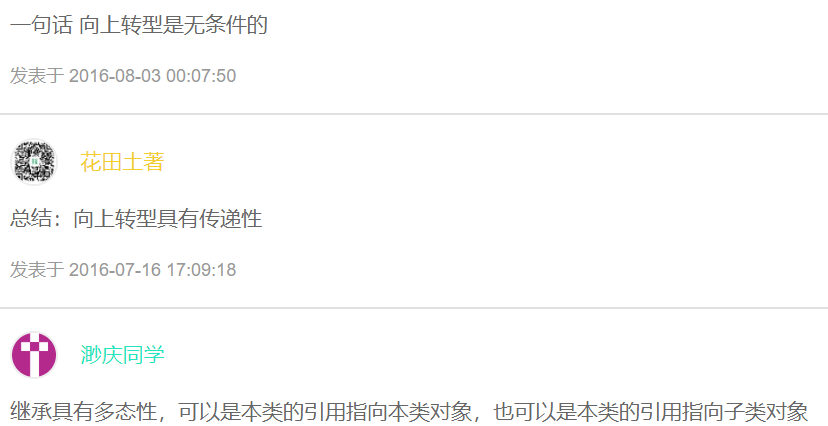 一句话 向上转型是无条件的
发表于 2016-08-03 00:07:50
花田土著
总结：向上转型具有传递性
发表于 2016-07-16 17:09:18
渺庆同学
继承具有多态性，可以是本类的引用指向本类对象，也可以是本类的引用指向子类对象